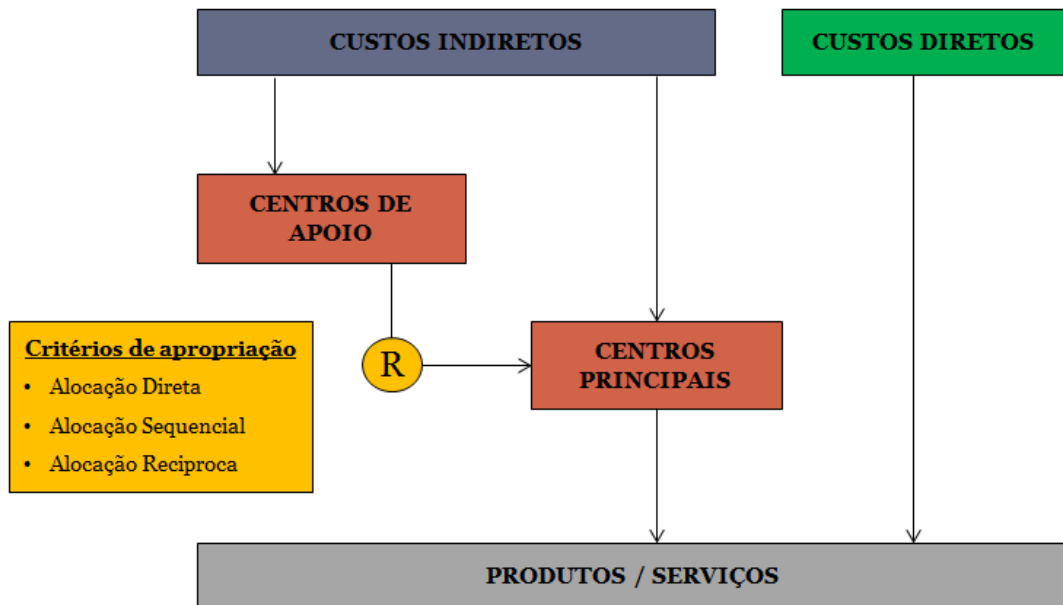 CUSTOS INDIRETOS
CUSTOS DIRETOS
CENTROS DE
APOIO
Critérios de apropriação
• Alocação Direta
• Alocação Sequencial
• Alocação Reciproca
R
CENTROS
PRINCIPAIS
PRODUTOS / SERVIÇOS